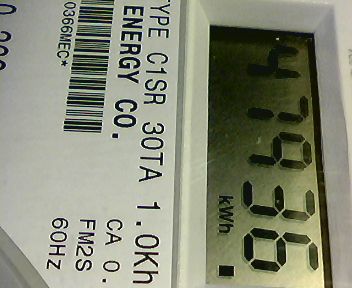 47936.
kWh
TYPE C1SR 30TA 1.0Kh
ENERGY CO.
CA 0.
FM2S
0366MEC*
60HZ